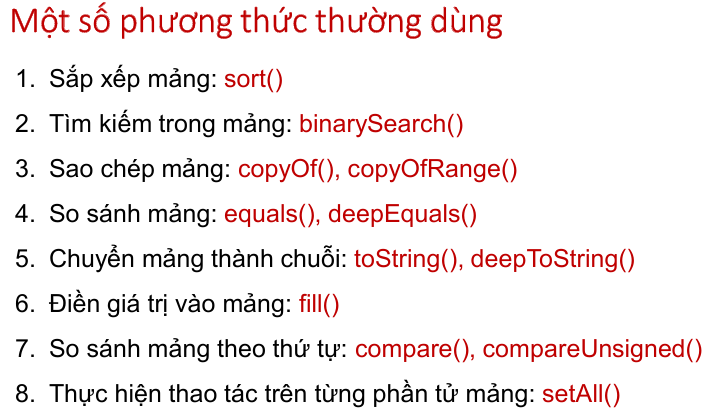 Một số phương thức thường dùng
1. Sắp xếp mảng: sort()
2. Tìm kiếm trong mảng: binarySearch()
3. Sao chép mảng: copyOf(), copyOfRange()
4. So sánh mảng: equals(), deepEquals()
5. Chuyển mảng thành chuỗi: toString(), deepToString()
6. Điền giá trị vào mảng: fill()
7. So sánh mảng theo thứ tự: compare(), compareUnsigned()
8. Thực hiện thao tác trên từng phần tử mảng: setAll()